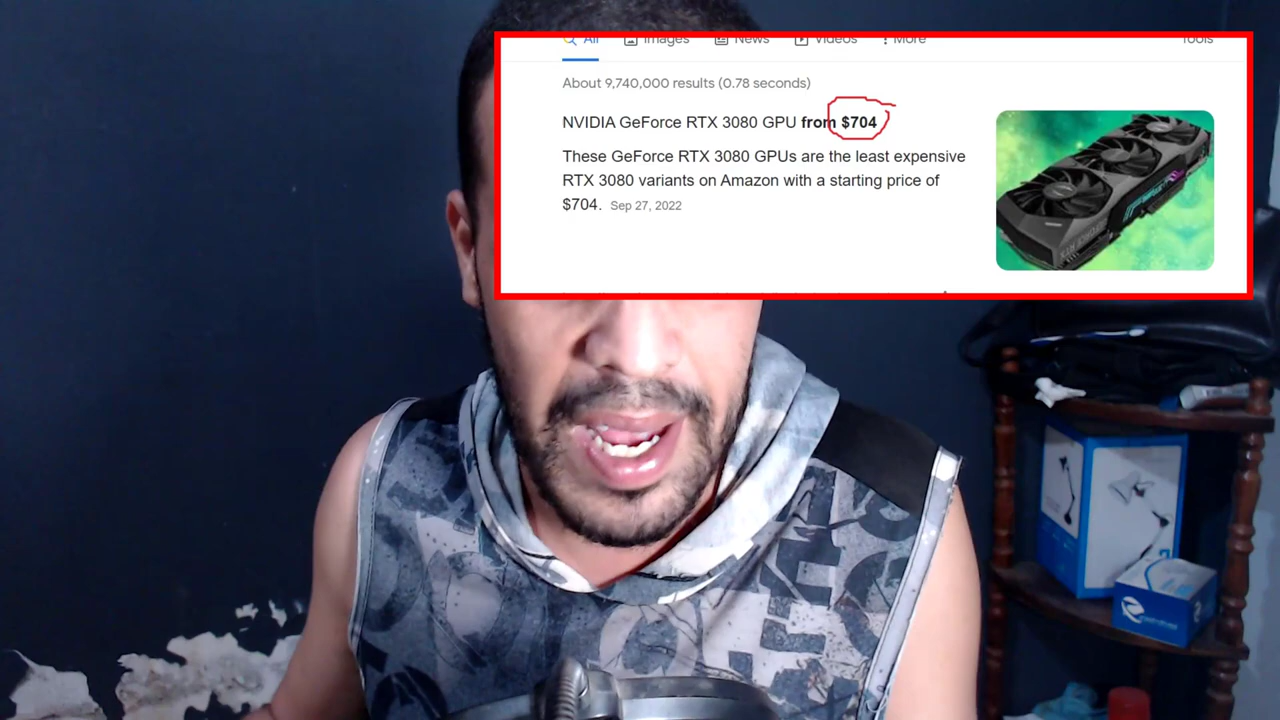 All Images News Videos More Tools
About 9,740,000 results (0.78 seconds)
NVIDIA GeForce RTX 3080 GPU from $704
These GeForce RTX 3080 GPUs are the least expensive
RTX 3080 variants on Amazon with a starting price of
$704. Sep 27, 2022